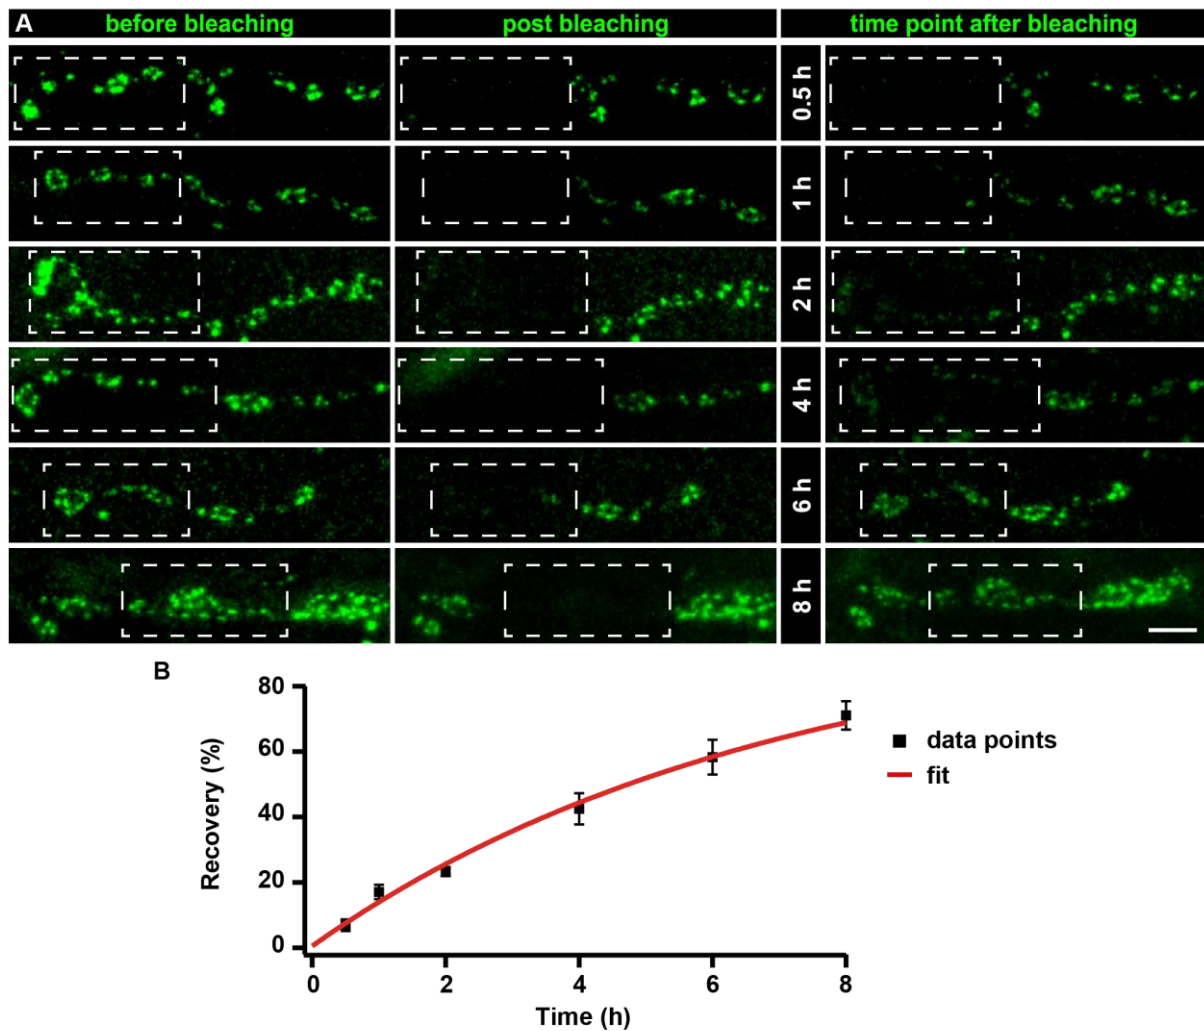 A
before bleaching
post bleaching
time point after bleaching
0.5 h
1 h
2 h
4 h
6 h
8 h
B
80
60
40
20
0
Recovery (%)
0 2 4 6 8
Time (h)
data points
fit